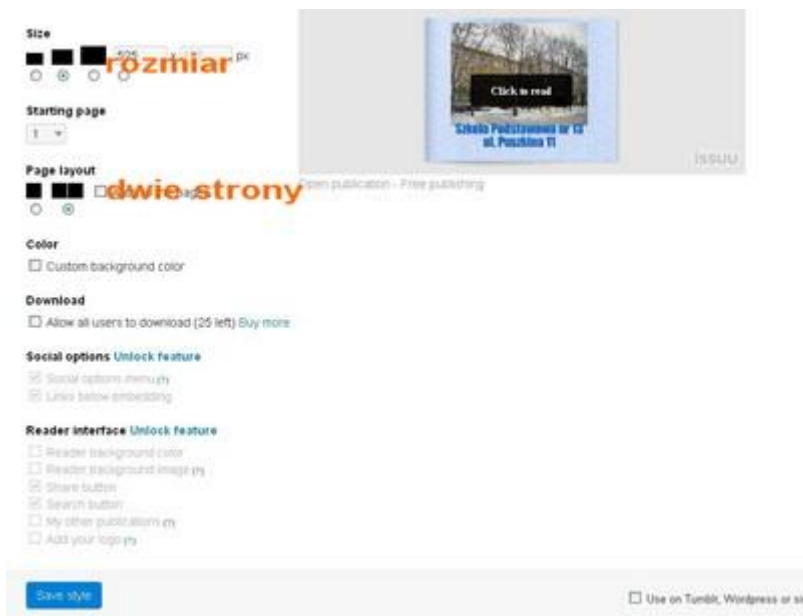 Size
rozmiar
px
Starting page
1
Page layout
dwie strony
Color
Custom background color
Download
Allow all users to download (25 left) Buy more
Social options Unlock feature
Social options menu (?)
Links below embedding
Reader interface Unlock feature
Reader background color
Reader background image (?)
Share button
Search button
My other publications (?)
Add your logo (?)
Save style
Click to read
Szkoła Podstawowa nr 13
ul. Puszkina 11
issuu
Open publication - Free publishing
Use on Tumblr, Wordpress or